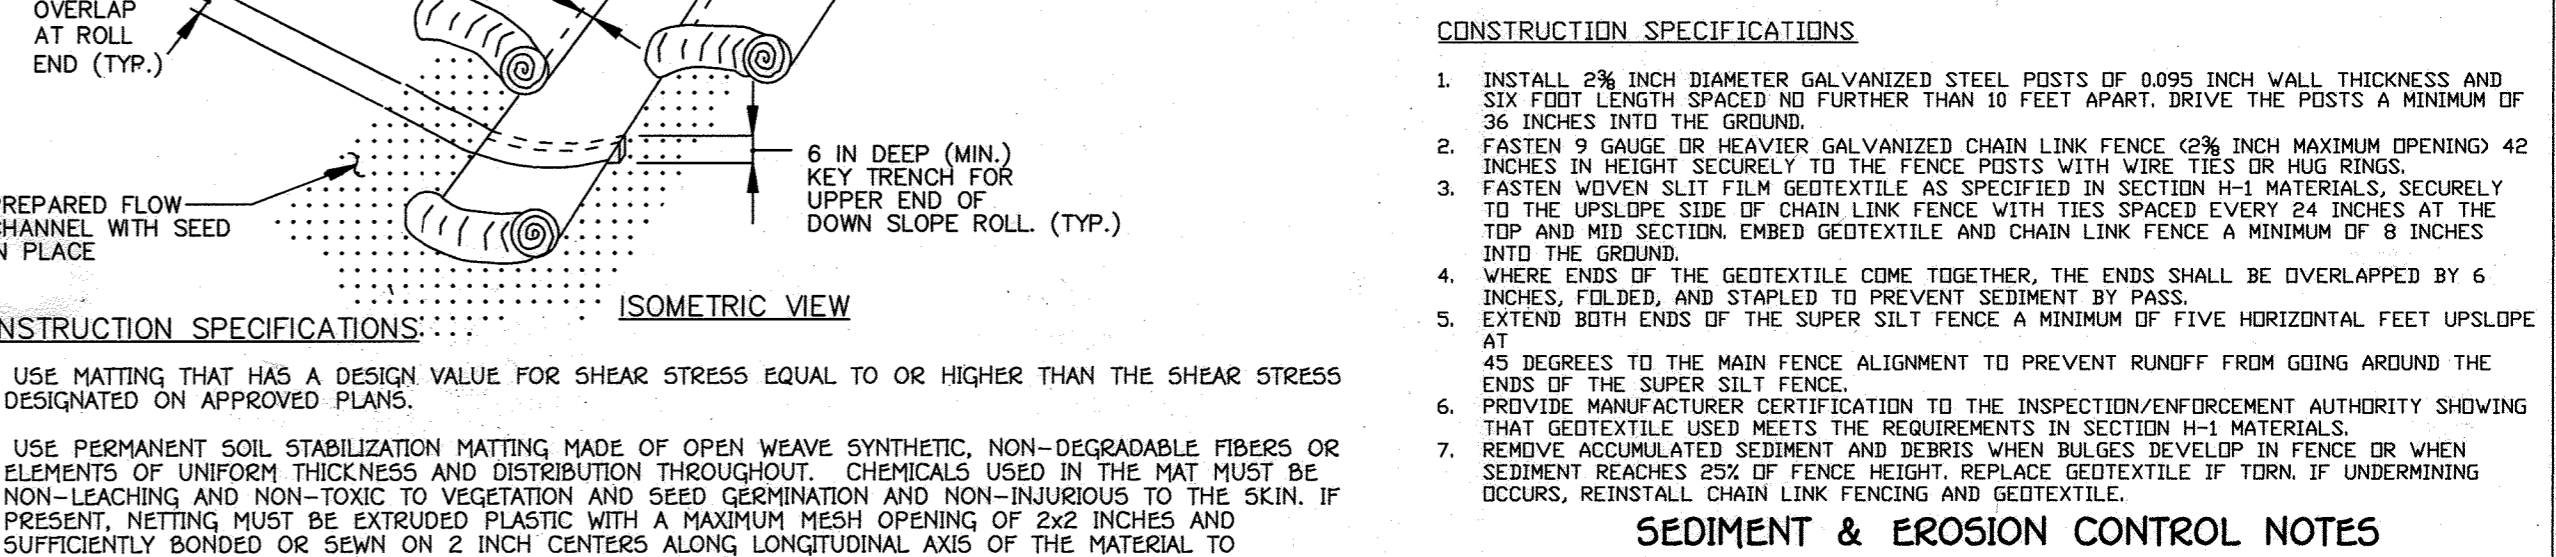 OVERLAP
AT ROLL
END (TYP.)
6 IN DEEP (MIN.)
KEY TRENCH FOR
UPPER END OF
DOWN SLOPE ROLL. (TYP.)
REPARED FLOW
HANNEL WITH SEED
N PLACE
ISOMETRIC VIEW
NSTRUCTION SPECIFICATIONS
USE MATTING THAT HAS A DESIGN VALUE FOR SHEAR STRESS EQUAL TO OR HIGHER THAN THE SHEAR STRESS
DESIGNATED ON APPROVED PLANS.
USE PERMANENT SOIL STABILIZATION MATTING MADE OF OPEN WEAVE SYNTHETIC, NON-DEGRADABLE FIBERS OR
ELEMENTS OF UNIFORM THICKNESS AND DISTRIBUTION THROUGHOUT. CHEMICALS USED IN THE MAT MUST BE
NON-LEACHING AND NON-TOXIC TO VEGETATION AND SEED GERMINATION AND NON-INJURIOUS TO THE SKIN. IF
PRESENT, NETTING MUST BE EXTRUDED PLASTIC WITH A MAXIMUM MESH OPENING OF 2x2 INCHES AND
SUFFICIENTLY BONDED OR SEWN ON 2 INCH CENTERS ALONG LONGITUDINAL AXIS OF THE MATERIAL TO
CONSTRUCTION SPECIFICATIONS
1. INSTALL 2⅜ INCH DIAMETER GALVANIZED STEEL POSTS OF 0.095 INCH WALL THICKNESS AND
SIX FOOT LENGTH SPACED NO FURTHER THAN 10 FEET APART. DRIVE THE POSTS A MINIMUM OF
36 INCHES INTO THE GROUND.
2. FASTEN 9 GAUGE OR HEAVIER GALVANIZED CHAIN LINK FENCE (2⅜ INCH MAXIMUM OPENING) 42
INCHES IN HEIGHT SECURELY TO THE FENCE POSTS WITH WIRE TIES OR HUG RINGS.
3. FASTEN WOVEN SLIT FILM GEOTEXTILE AS SPECIFIED IN SECTION H-1 MATERIALS, SECURELY
TO THE UPSLOPE SIDE OF CHAIN LINK FENCE WITH TIES SPACED EVERY 24 INCHES AT THE
TOP AND MID SECTION. EMBED GEOTEXTILE AND CHAIN LINK FENCE A MINIMUM OF 8 INCHES
INTO THE GROUND.
4. WHERE ENDS OF THE GEOTEXTILE COME TOGETHER, THE ENDS SHALL BE OVERLAPPED BY 6
INCHES, FOLDED, AND STAPLED TO PREVENT SEDIMENT BY PASS.
5. EXTEND BOTH ENDS OF THE SUPER SILT FENCE A MINIMUM OF FIVE HORIZONTAL FEET UPSLOPE
AT
45 DEGREES TO THE MAIN FENCE ALIGNMENT TO PREVENT RUNOFF FROM GOING AROUND THE
ENDS OF THE SUPER SILT FENCE.
6. PROVIDE MANUFACTURER CERTIFICATION TO THE INSPECTION/ENFORCEMENT AUTHORITY SHOWING
THAT GEOTEXTILE USED MEETS THE REQUIREMENTS IN SECTION H-1 MATERIALS.
7. REMOVE ACCUMULATED SEDIMENT AND DEBRIS WHEN BULGES DEVELOP IN FENCE OR WHEN
SEDIMENT REACHES 25% OF FENCE HEIGHT. REPLACE GEOTEXTILE IF TORN. IF UNDERMINING
OCCURS, REINSTALL CHAIN LINK FENCING AND GEOTEXTILE.
SEDIMENT & EROSION CONTROL NOTES